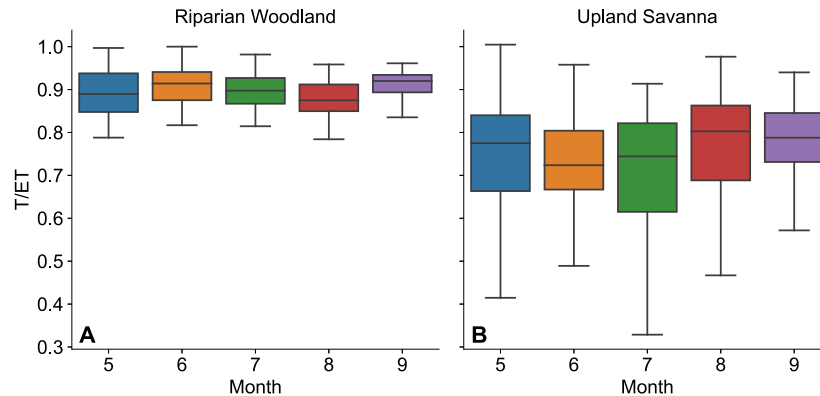 Riparian Woodland
Upland Savanna
T/ET
1.0
0.9
0.8
0.7
0.6
0.5
0.4
0.3
A
B
5 6 7 8 9
5 6 7 8 9
Month
Month